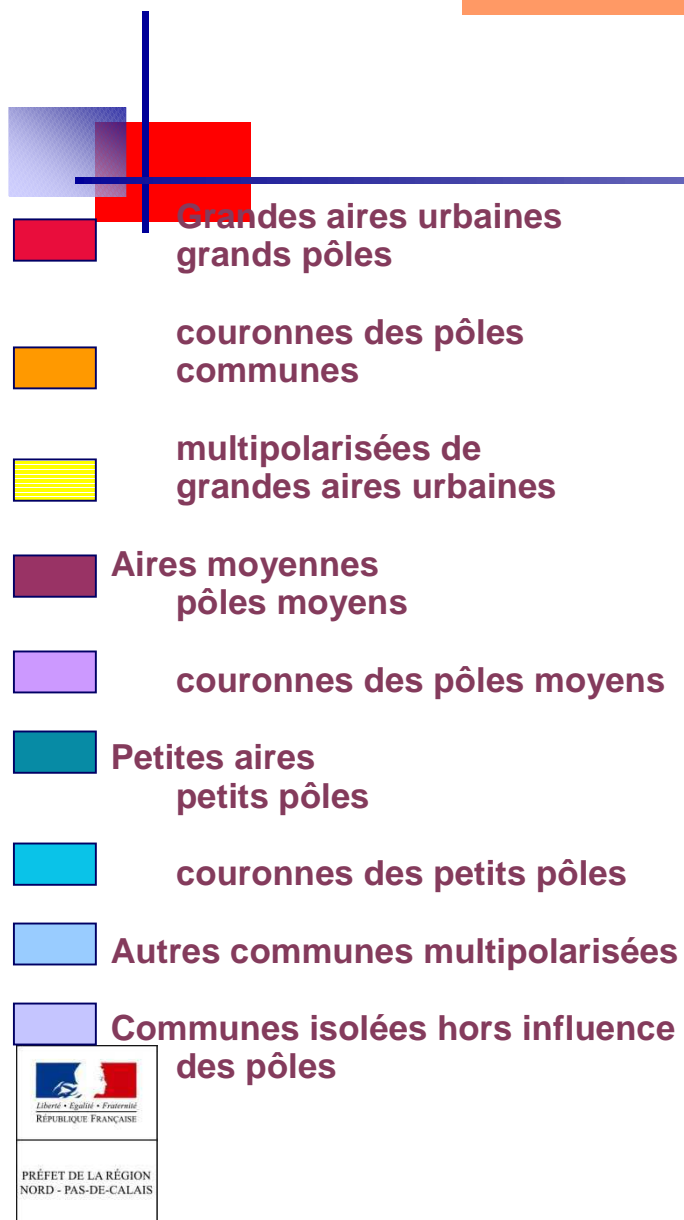 Grandes aires urbaines
grands pôles
couronnes des pôles
communes
multipolarisées de
grandes aires urbaines
Aires moyennes
pôles moyens
couronnes des pôles moyens
Petites aires
petits pôles
couronnes des petits pôles
Autres communes multipolarisées
Communes isolées hors influence
des pôles
Liberté • Egalité • Fraternité
RÉPUBLIQUE FRANÇAISE
PRÉFET DE LA RÉGION
NORD - PAS-DE-CALAIS